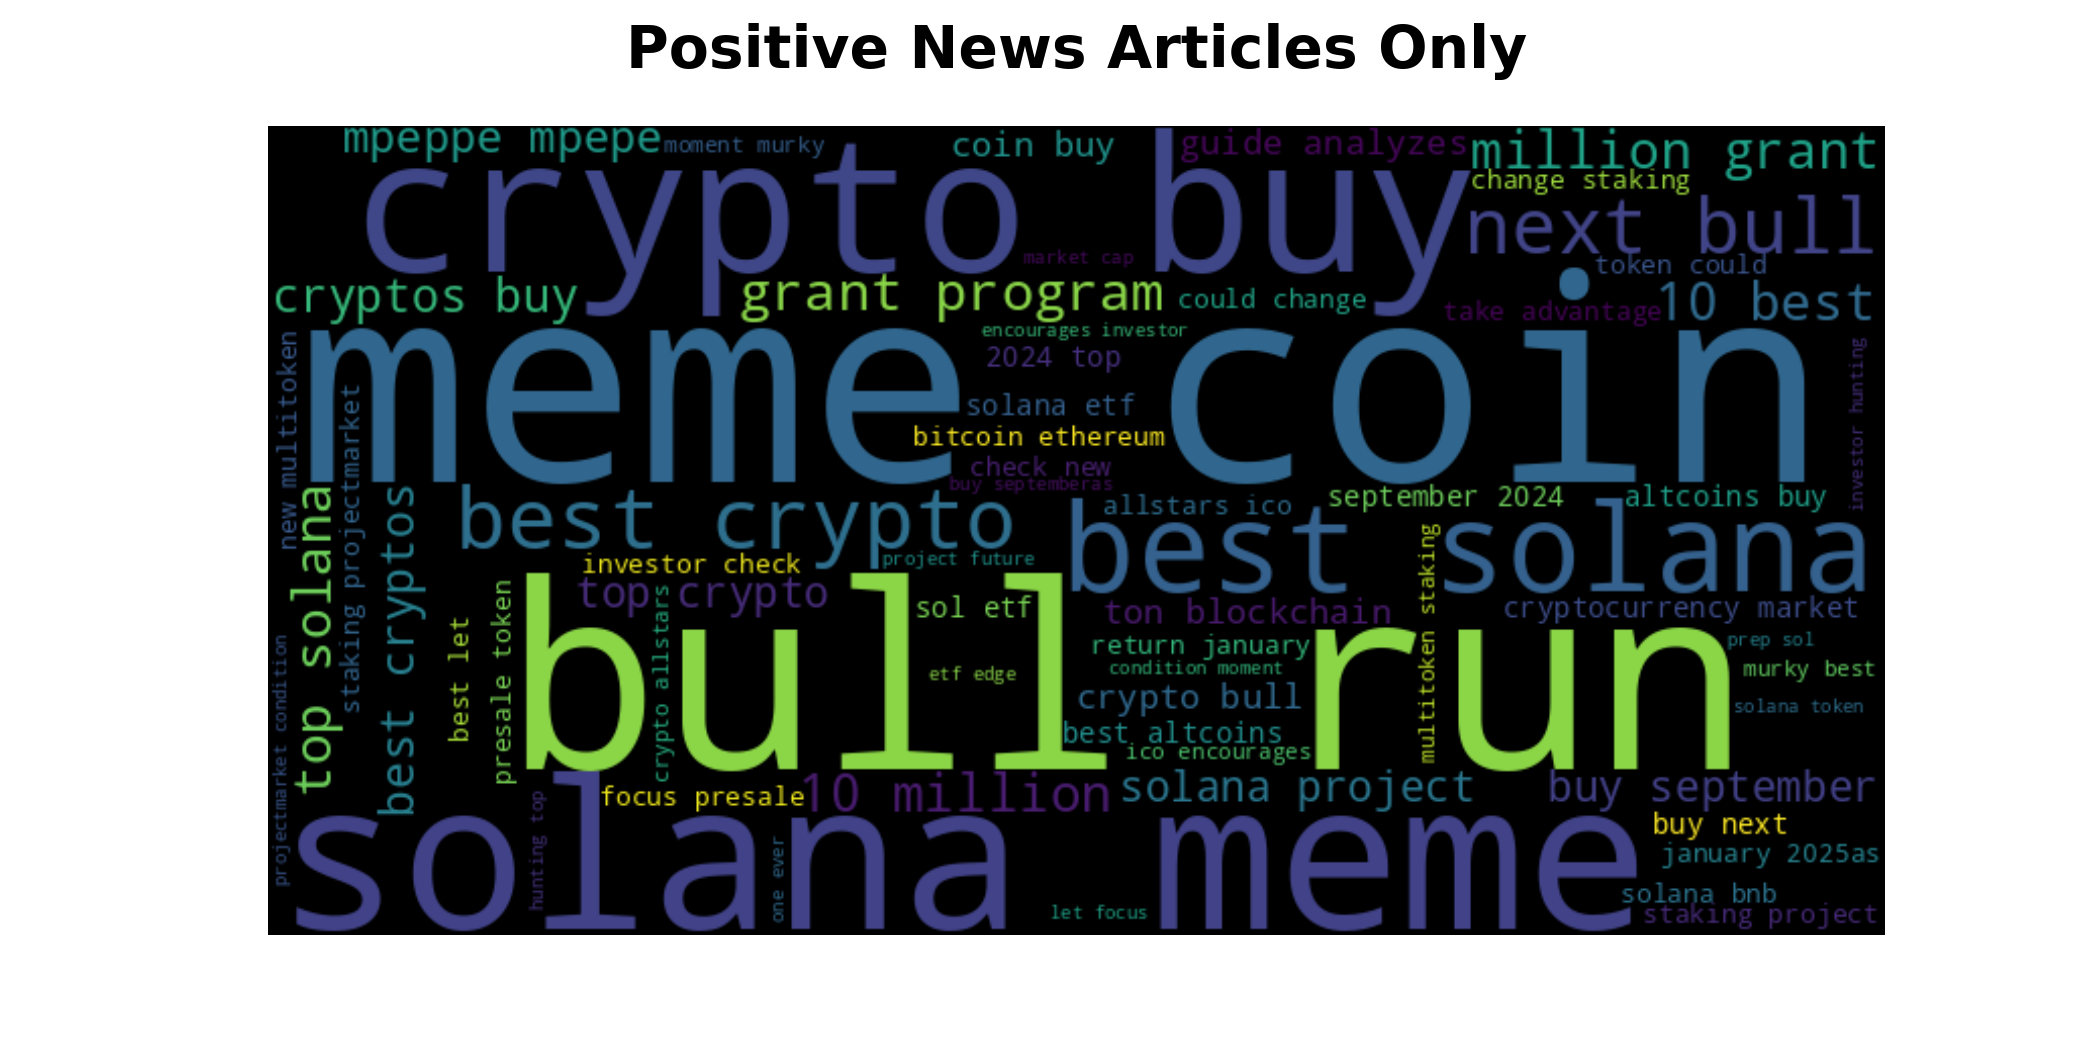 Positive News Articles Only
mpeppe mpepe
moment murky
coin buy
guide analyzes
million grant
change staking
crypto buy
next bull
market cap
token could
cryptos buy
grant program
could change
take advantage
10 best
encourages investor
2024 top
meme coin
new multitoken
staking projectmarket
solana etf
bitcoin ethereum
check new
buy septemberas
investor hunting
top solana
best cryptos
best crypto
allstars ico
september 2024
altcoins buy
best solana
investor check
project future
top crypto
sol etf
ton blockchain
multitoken staking
cryptocurrency market
best let
presale token
crypto allstars
bull run
return january
condition moment
etf edge
prep sol
murky best
crypto bull
solana token
best altcoins
ico encourages
projectmarket condition
focus presale
10 million
solana project
buy september
hunting top
solana meme
buy next
january 2025as
one ever
solana bnb
let focus
staking project